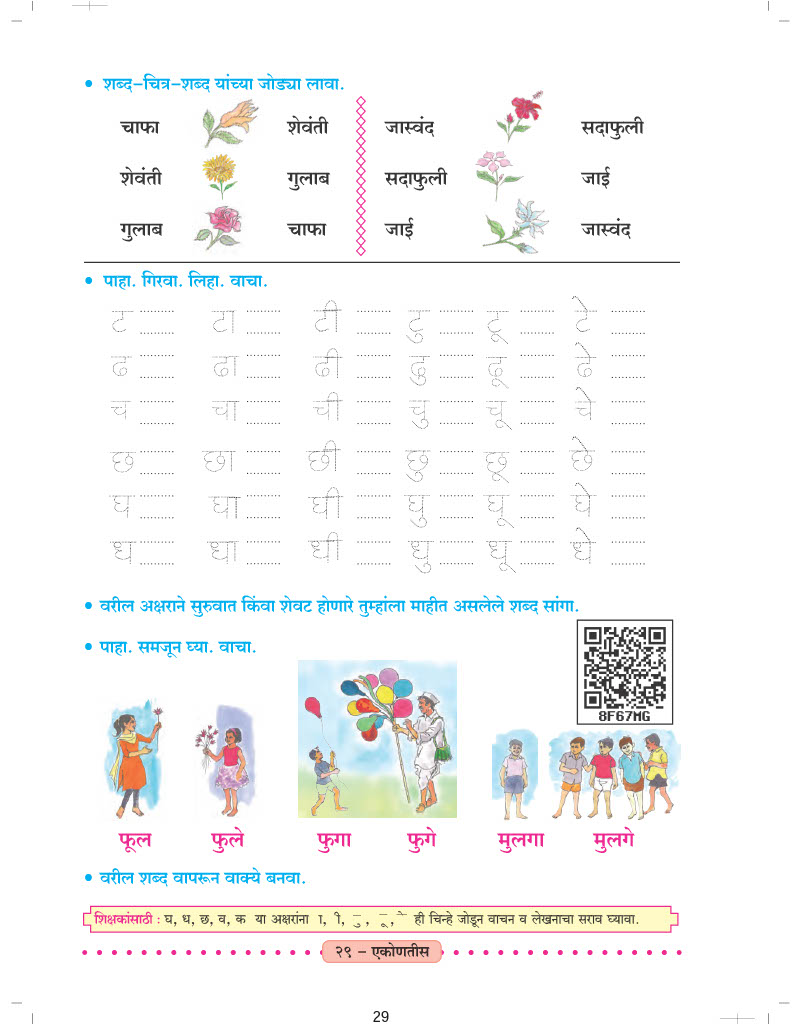 • शब्द–चित्र–शब्द यांच्या जोड्या लावा.
चाफा शेवंती जास्वंद सदाफुली
शेवंती गुलाब सदाफुली जाई
गुलाब चाफा जाई जास्वंद
• पाहा. गिरवा. लिहा. वाचा.
ट टा टी टु टू टे
ढ ढा ढी ढु ढू ढे
च चा ची चु चू चे
छ छा छी छु छू छे
घ घा घी घु घू घे
ध धा धी धु धू धे
• वरील अक्षराने सुरुवात किंवा शेवट होणारे तुम्हांला माहीत असलेले शब्द सांगा.
• पाहा. समजून घ्या. वाचा.
8F67MG
फूल फुले फुगा फुगे मुलगा मुलगे
• वरील शब्द वापरून वाक्ये बनवा.
शिक्षकांसाठी : घ, ध, छ, व, क या अक्षरांना ा, ी, ु, ू, े ही चिन्हे जोडून वाचन व लेखनाचा सराव घ्यावा.
२९ – एकोणतीस
29